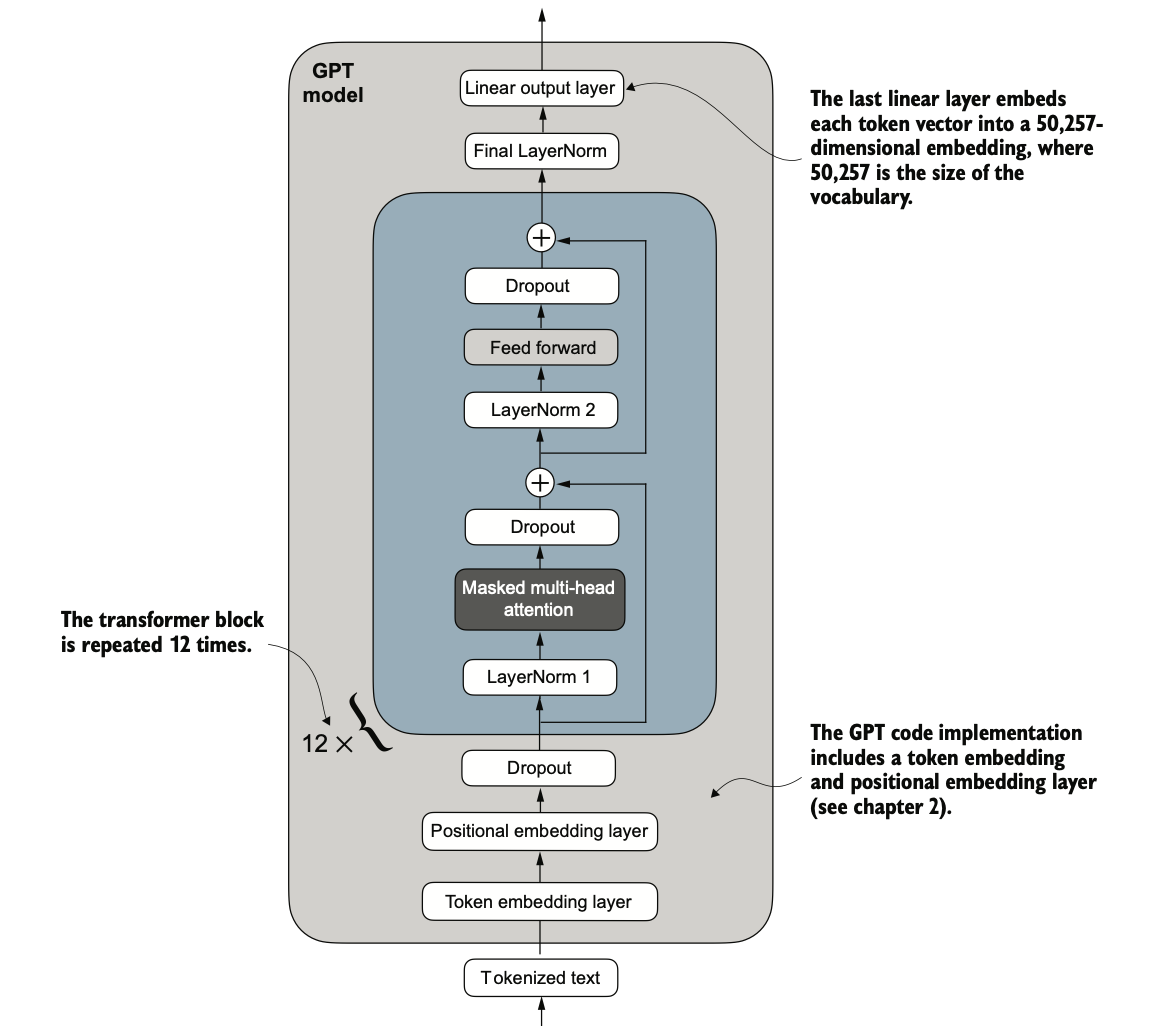 GPT
model
Linear output layer
The last linear layer embeds
each token vector into a 50,257-
dimensional embedding, where
50,257 is the size of the
vocabulary.
Final LayerNorm
+
Dropout
Feed forward
LayerNorm 2
+
Dropout
Masked multi-head
attention
The transformer block
is repeated 12 times.
LayerNorm 1
12 × {
The GPT code implementation
includes a token embedding
and positional embedding layer
(see chapter 2).
Dropout
Positional embedding layer
Token embedding layer
Tokenized text